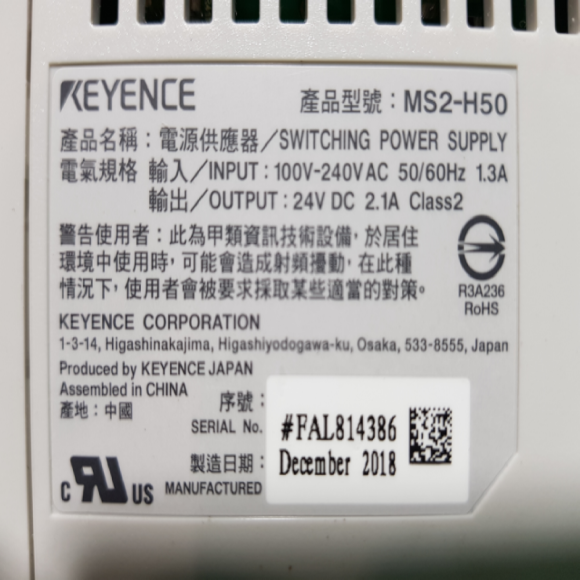 KEYENCE 產品型號：MS2-H50
產品名稱：電源供應器／SWITCHING POWER SUPPLY
電氣規格 輸入／INPUT：100V-240V AC 50/60Hz 1.3A
輸出／OUTPUT：24V DC 2.1A Class2
警告使用者：此為甲類資訊技術設備，於居住
環境中使用時，可能會造成射頻擾動，在此種
情況下，使用者會被要求採取某些適當的對策。
R3A236
RoHS
KEYENCE CORPORATION
1-3-14, Higashinakajima, Higashiyodogawa-ku, Osaka, 533-8555, Japan
Produced by KEYENCE JAPAN
Assembled in CHINA
產地：中國
序號：
SERIAL No.
#FAL814386
製造日期：
MANUFACTURED
December 2018
c RU US